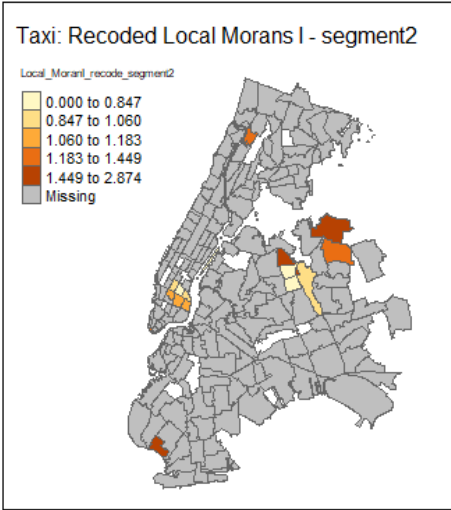 Taxi: Recoded Local Morans I - segment2
Local_MoranI_recode_segment2
0.000 to 0.847
0.847 to 1.060
1.060 to 1.183
1.183 to 1.449
1.449 to 2.874
Missing